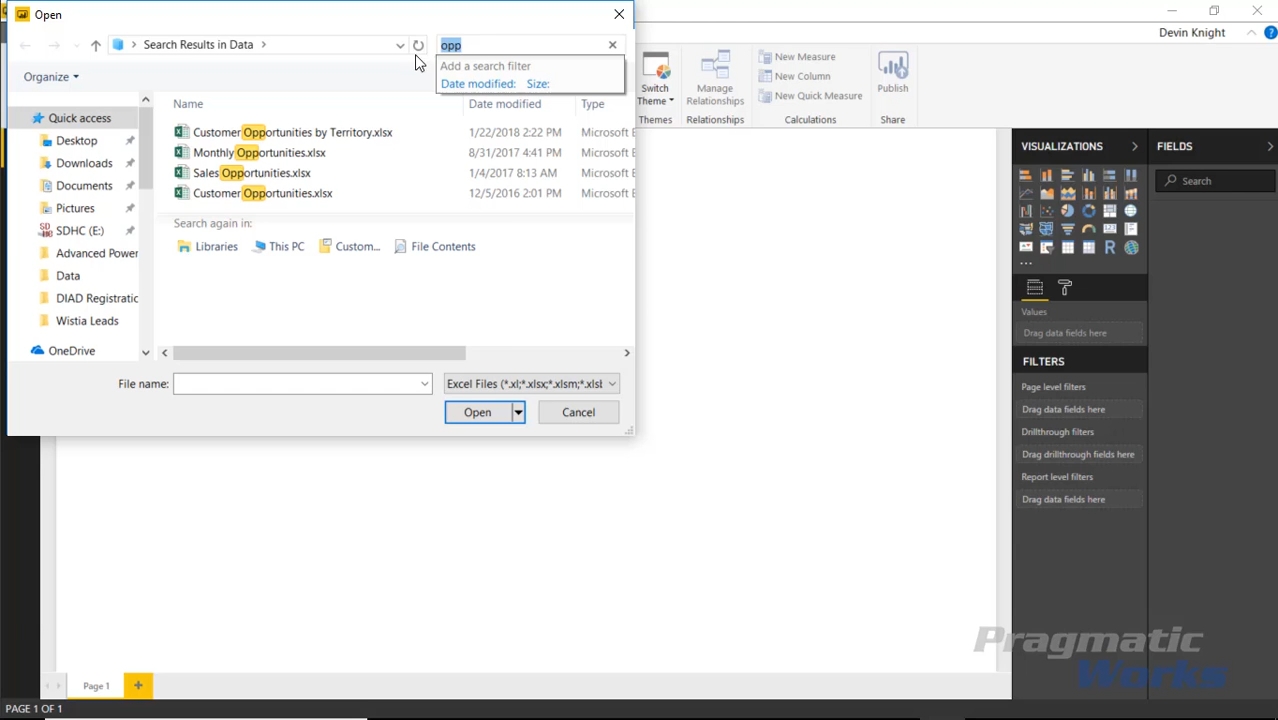 Open
Search Results in Data
opp
Devin Knight
Organize
Add a search filter
Date modified: Size:
Name
Date modified
Type
Customer Opportunities by Territory.xlsx
1/22/2018 2:22 PM
Microsoft E
Monthly Opportunities.xlsx
8/31/2017 4:41 PM
Microsoft E
Sales Opportunities.xlsx
1/4/2017 8:13 AM
Microsoft E
Customer Opportunities.xlsx
12/5/2016 2:01 PM
Microsoft E
Search again in:
Libraries
This PC
Custom...
File Contents
Quick access
Desktop
Downloads
Documents
Pictures
SDHC (E:)
Advanced Power
Data
DIAD Registratic
Wistia Leads
OneDrive
File name:
Excel Files (*.xl;*.xlsx;*.xlsm;*.xlsl
Open
Cancel
Switch Theme
Themes
Manage Relationships
Relationships
New Measure
New Column
New Quick Measure
Calculations
Publish
Share
VISUALIZATIONS
R
Values
Drag data fields here
FILTERS
Page level filters
Drag data fields here
Drillthrough filters
Drag drillthrough fields here
Report level filters
Drag data fields here
FIELDS
Search
Pragmatic
Works
Page 1
PAGE 1 OF 1